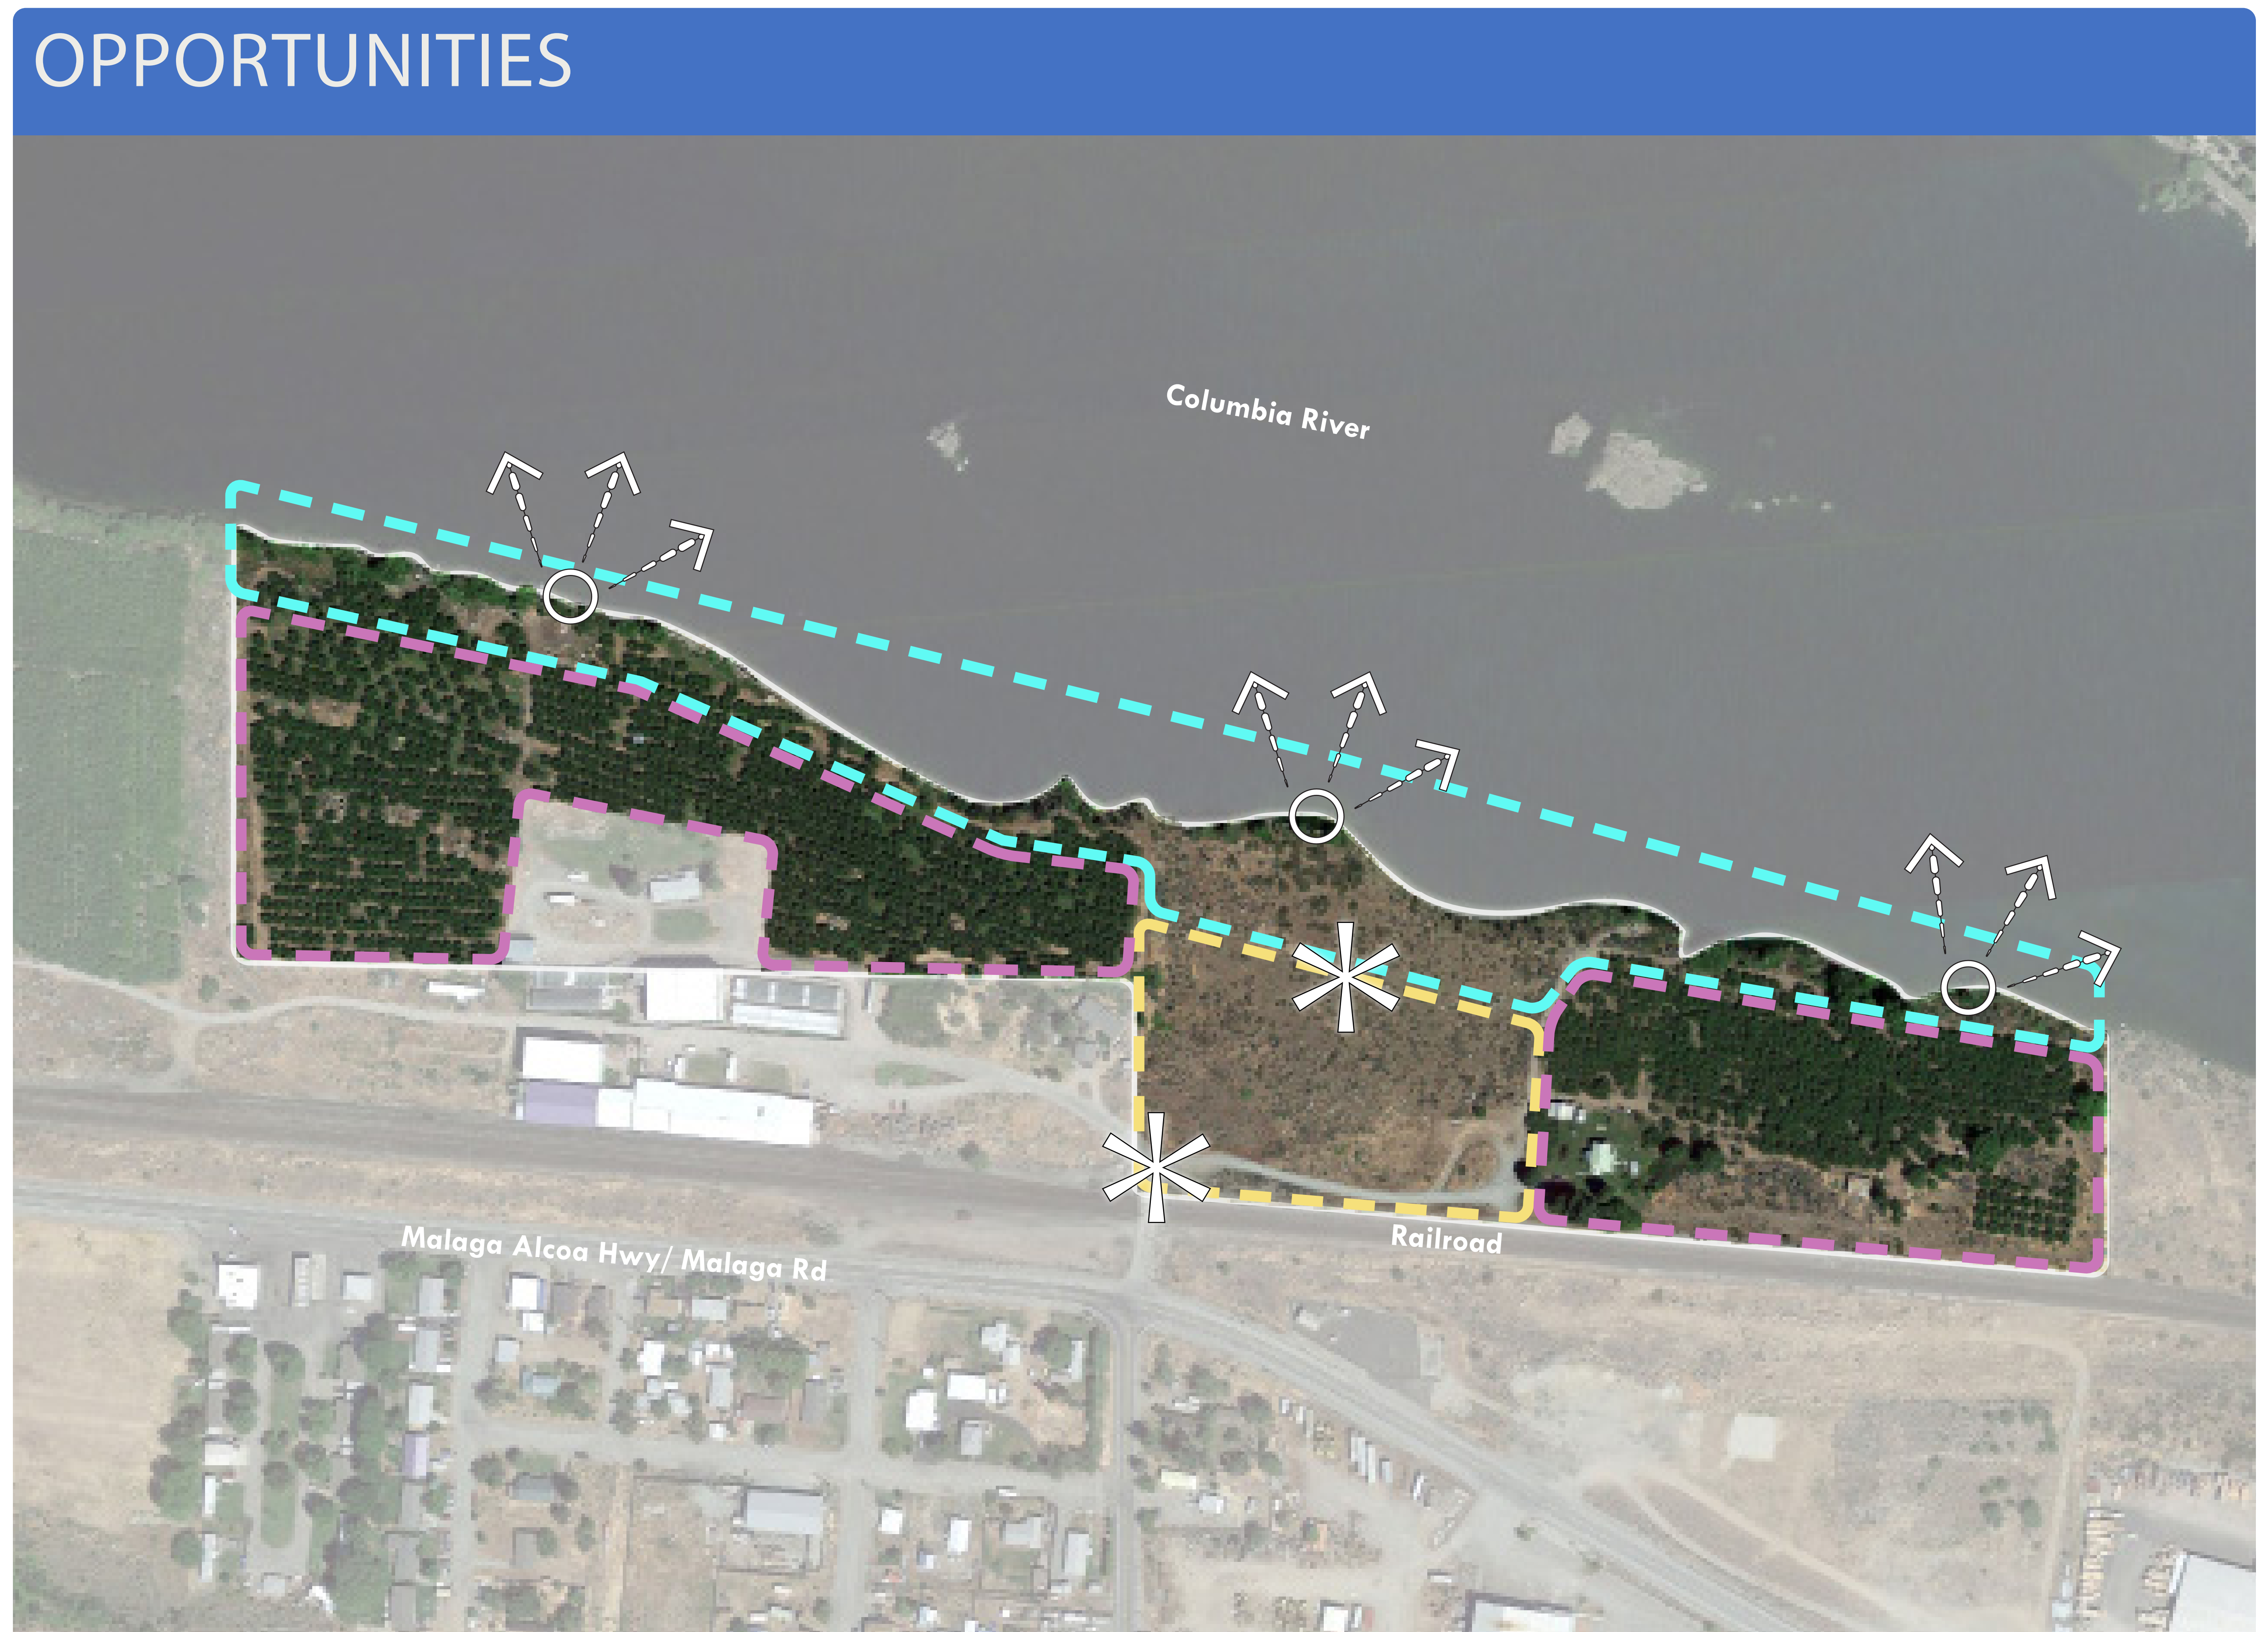 OPPORTUNITIES
Columbia River
Malaga Alcoa Hwy/ Malaga Rd
Railroad